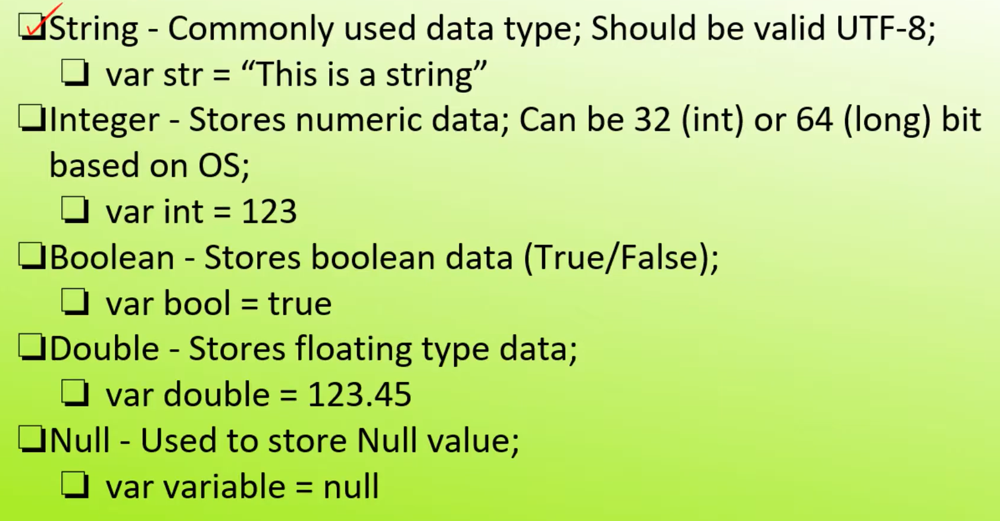 String - Commonly used data type; Should be valid UTF-8;
var str = “This is a string”
Integer - Stores numeric data; Can be 32 (int) or 64 (long) bit
based on OS;
var int = 123
Boolean - Stores boolean data (True/False);
var bool = true
Double - Stores floating type data;
var double = 123.45
Null - Used to store Null value;
var variable = null